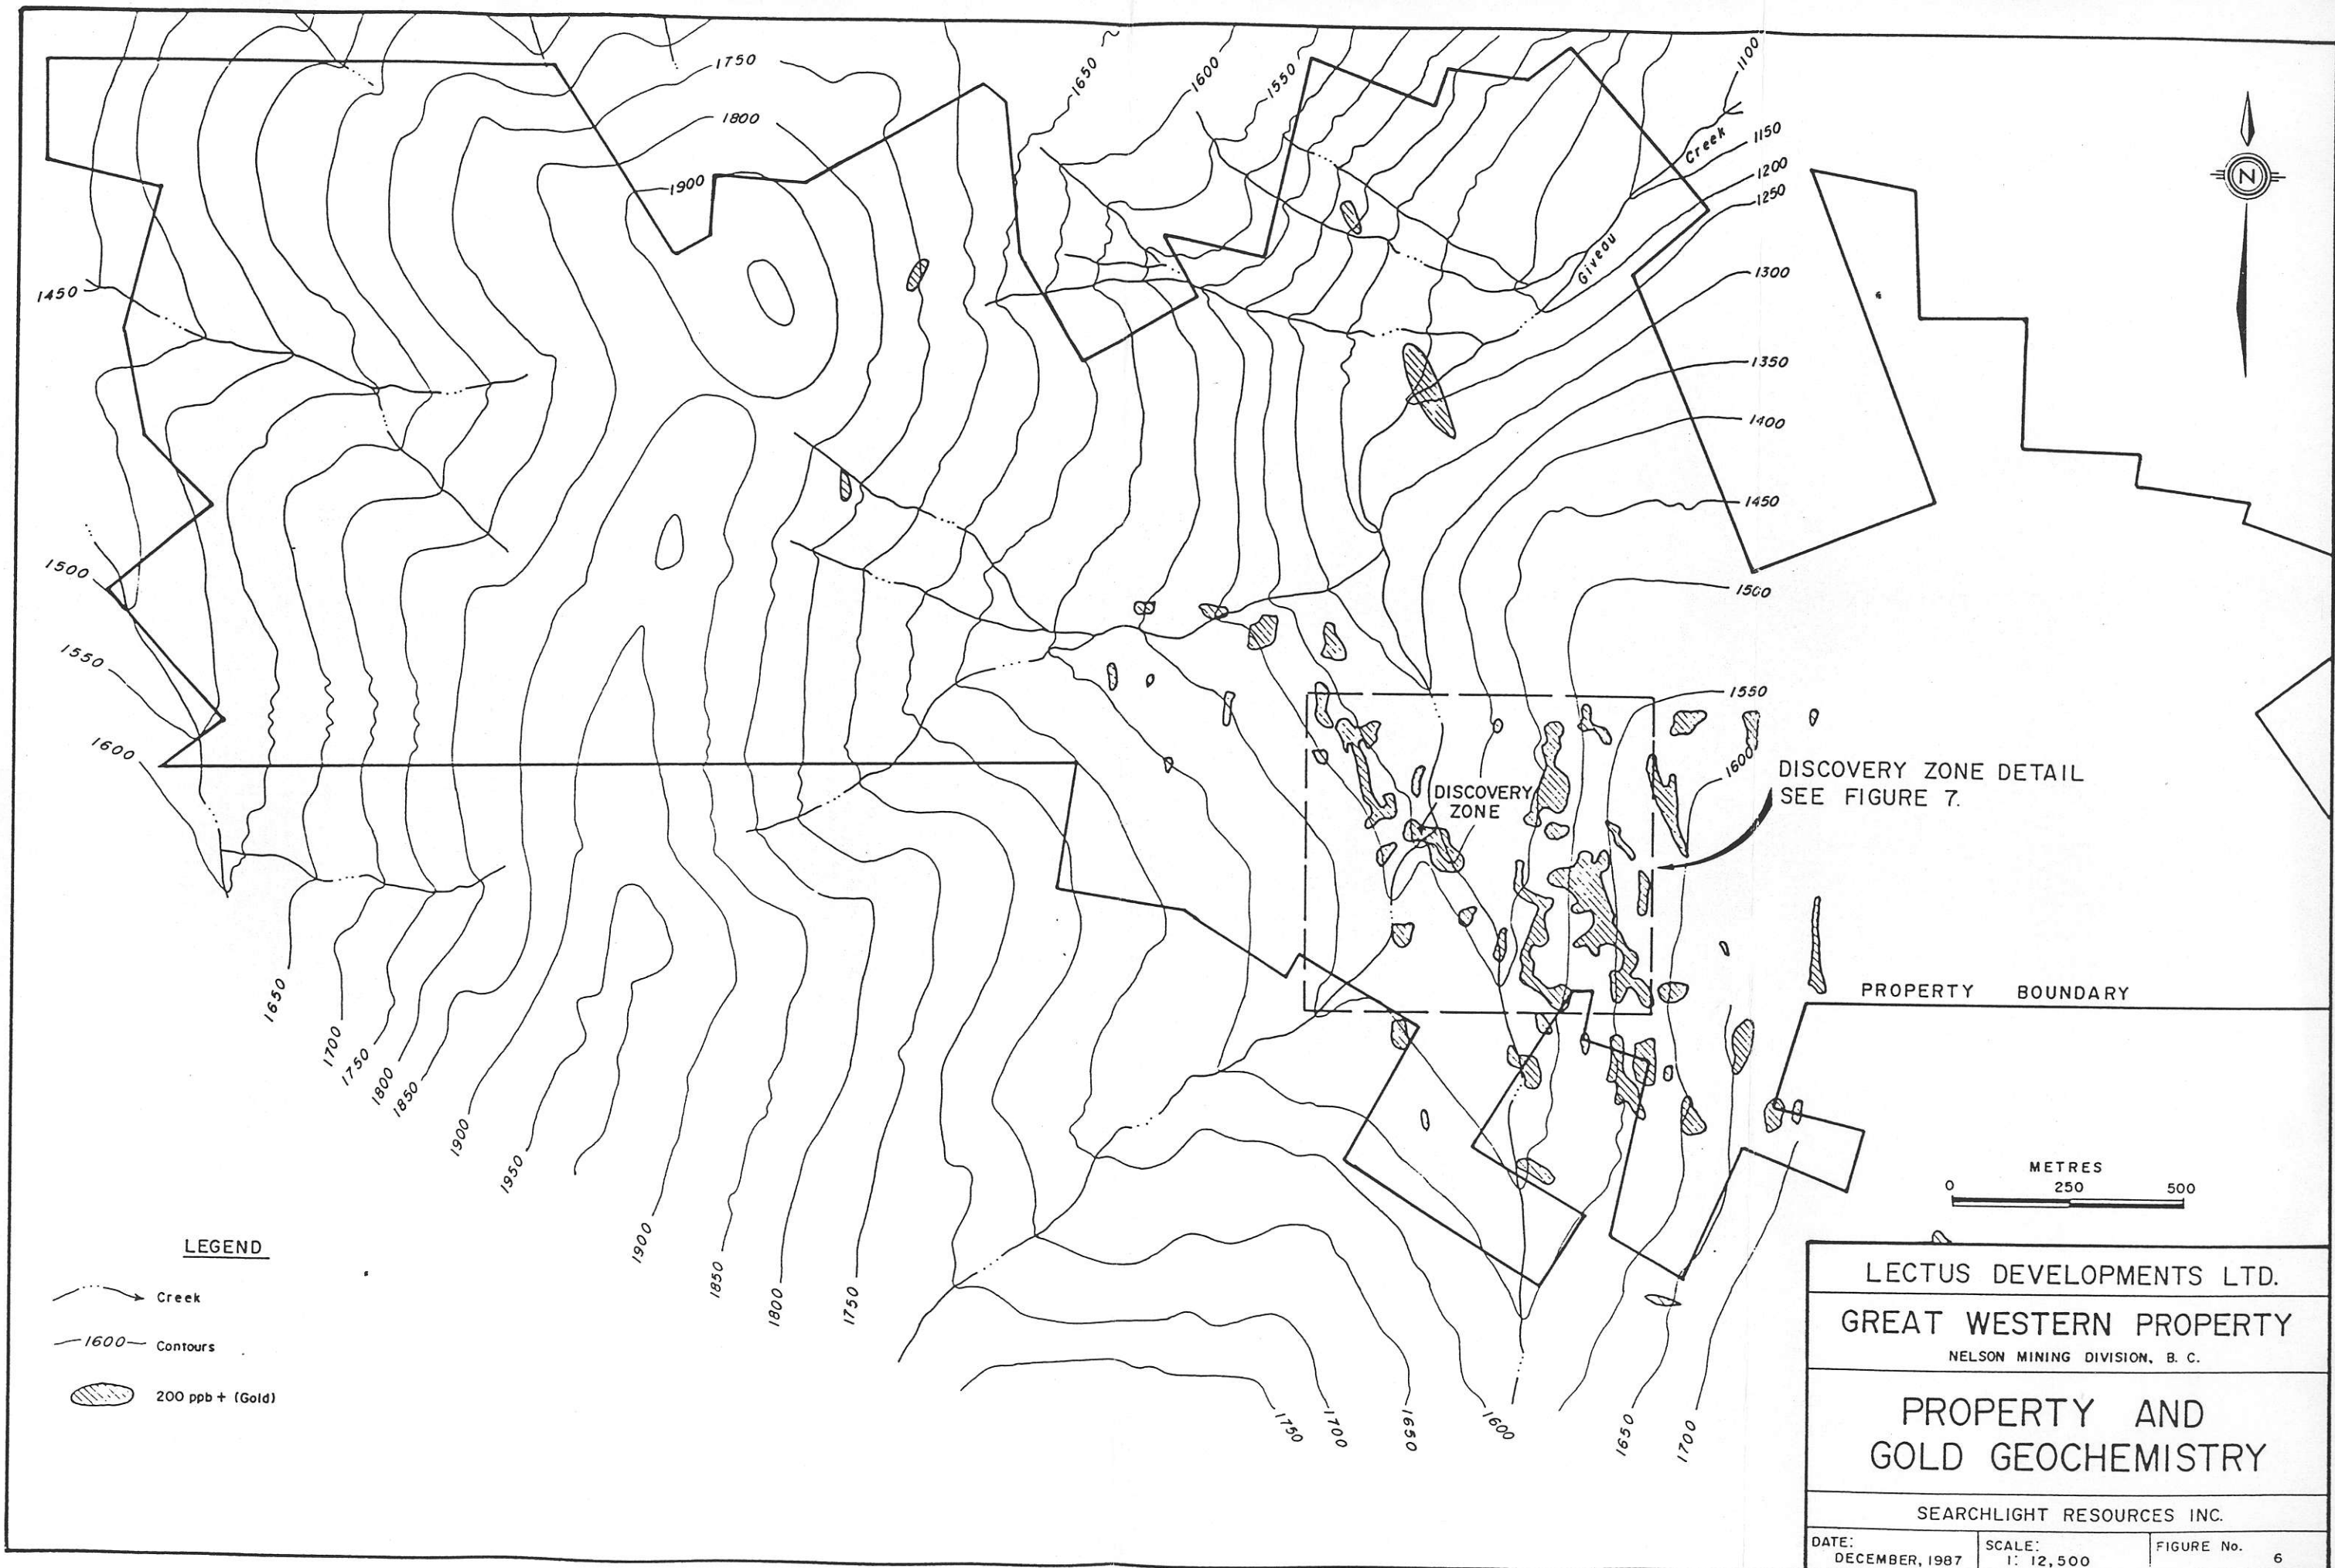 1750
1800
1900
1650
1600
1550
1100
Creek
1150
1200
1250
Giveau
1300
1350
1400
1450
1500
1550
1600
N
1450
1500
1550
1600
DISCOVERY
ZONE
DISCOVERY ZONE DETAIL
SEE FIGURE 7.
PROPERTY BOUNDARY
1650
1700
1750
1800
1850
1900
1950
1900
1850
1800
1750
1750
1700
1650
1600
1650
1700
METRES
0 250 500
LEGEND
Creek
1600 Contours
200 ppb + (Gold)
LECTUS DEVELOPMENTS LTD.
GREAT WESTERN PROPERTY
NELSON MINING DIVISION, B. C.
PROPERTY AND
GOLD GEOCHEMISTRY
SEARCHLIGHT RESOURCES INC.
DATE: SCALE: FIGURE No.
DECEMBER, 1987 1: 12,500 6